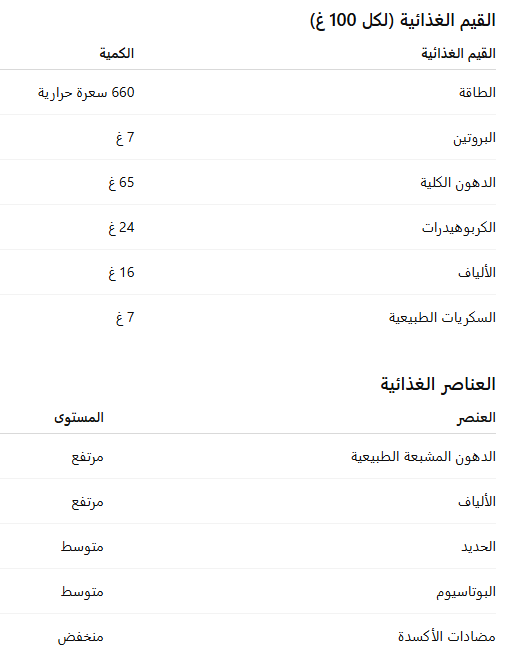 القيم الغذائية (لكل 100 غ)
القيم الغذائية الكمية
الطاقة 660 سعرة حرارية
البروتين 7 غ
الدهون الكلية 65 غ
الكربوهيدرات 24 غ
الألياف 16 غ
السكريات الطبيعية 7 غ
العناصر الغذائية
العنصر المستوى
الدهون المشبعة الطبيعية مرتفع
الألياف مرتفع
الحديد متوسط
البوتاسيوم متوسط
مضادات الأكسدة منخفض